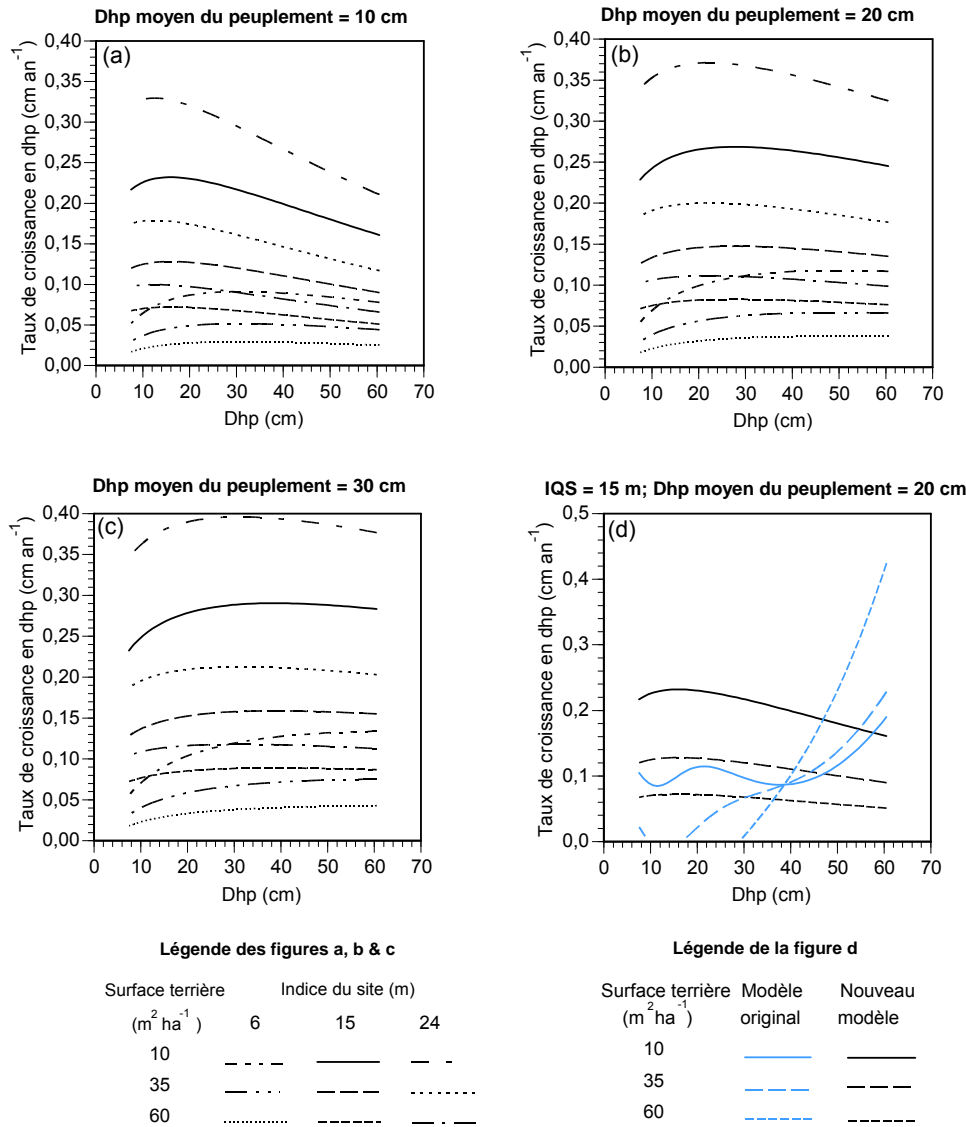 Dhp moyen du peuplement = 10 cm
(a)
Taux de croissance en dhp (cm an⁻¹)
0,40
0,35
0,30
0,25
0,20
0,15
0,10
0,05
0,00
0 10 20 30 40 50 60 70
Dhp (cm)
Dhp moyen du peuplement = 20 cm
(b)
Taux de croissance en dhp (cm an⁻¹)
0,40
0,35
0,30
0,25
0,20
0,15
0,10
0,05
0,00
0 10 20 30 40 50 60 70
Dhp (cm)
Dhp moyen du peuplement = 30 cm
(c)
Taux de croissance en dhp (cm an⁻¹)
0,40
0,35
0,30
0,25
0,20
0,15
0,10
0,05
0,00
0 10 20 30 40 50 60 70
Dhp (cm)
IQS = 15 m; Dhp moyen du peuplement = 20 cm
(d)
Taux de croissance en dhp (cm an⁻¹)
0,5
0,4
0,3
0,2
0,1
0,0
0 10 20 30 40 50 60 70
Dhp (cm)
Légende des figures a, b & c
Surface terrière Indice du site (m)
(m² ha⁻¹) 6 15 24
10
35
60
Légende de la figure d
Surface terrière Modèle Nouveau
(m² ha⁻¹) original modèle
10
35
60